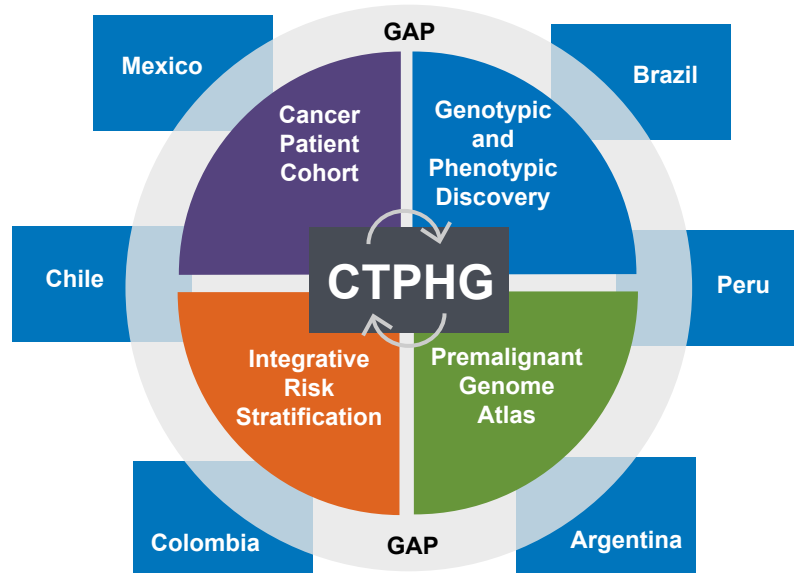 GAP
Mexico
Brazil
Cancer
Patient
Cohort
Genotypic
and
Phenotypic
Discovery
Chile
CTPHG
Peru
Integrative
Risk
Stratification
Premalignant
Genome
Atlas
Colombia
GAP
Argentina